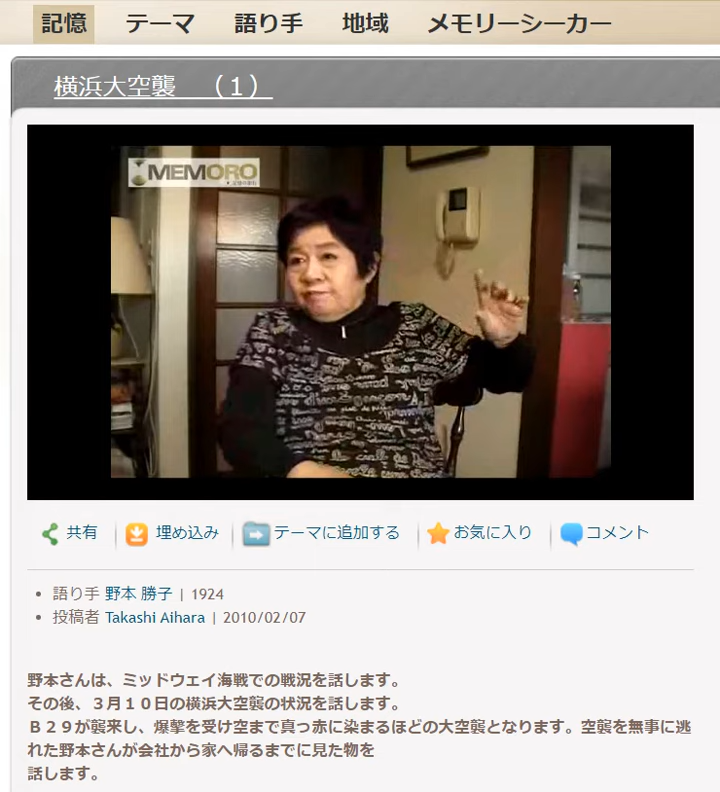 記憶 テーマ 語り手 地域 メモリーシーカー
横浜大空襲 （１）
MEMORO
共有 埋め込み テーマに追加する お気に入り コメント
語り手 野本 勝子 | 1924
投稿者 Takashi Aihara | 2010/02/07
野本さんは、ミッドウェイ海戦での戦況を話します。
その後、３月１０日の横浜大空襲の状況を話します。
Ｂ２９が襲来し、爆撃を受け空まで真っ赤に染まるほどの大空襲となります。空襲を無事に逃
れた野本さんが会社から家へ帰るまでに見た物を
話します。